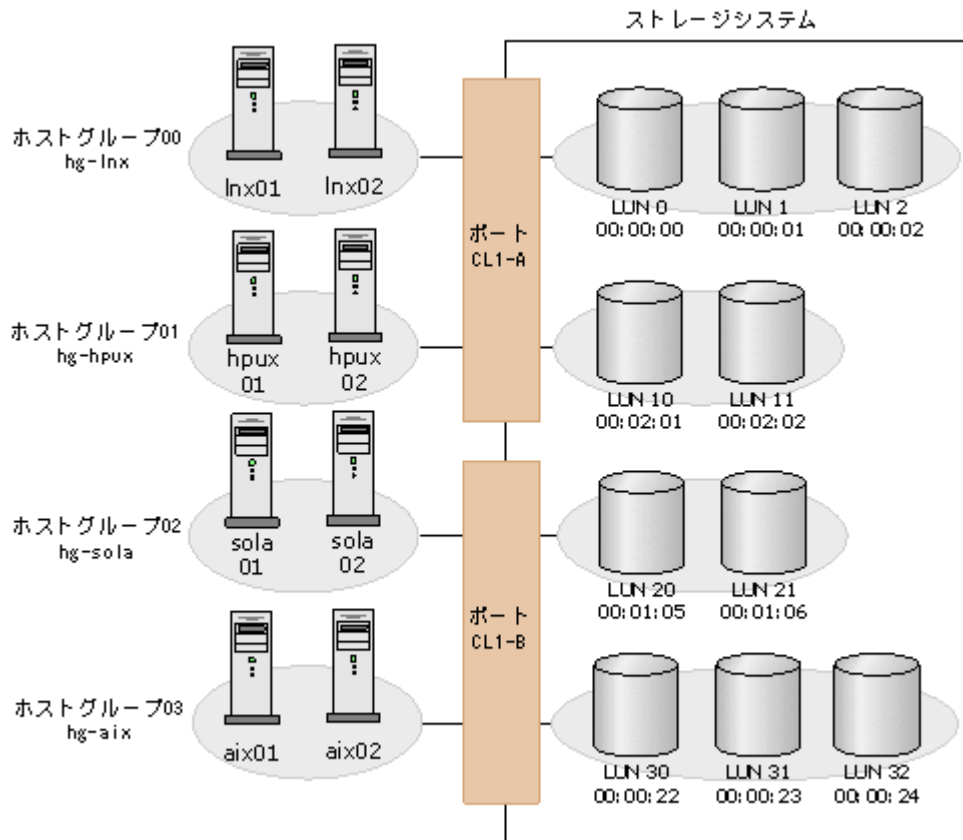 ストレージシステム
ホストグループ00
hg-lnx
lnx01
lnx02
ポート
CL1-A
LUN 0
00:00:00
LUN 1
00:00:01
LUN 2
00:00:02
ホストグループ01
hg-hpux
hpux
01
hpux
02
LUN 10
00:02:01
LUN 11
00:02:02
ホストグループ02
hg-sola
sola
01
sola
02
ポート
CL1-B
LUN 20
00:01:05
LUN 21
00:01:06
ホストグループ03
hg-aix
aix01
aix02
LUN 30
00:00:22
LUN 31
00:00:23
LUN 32
00:00:24